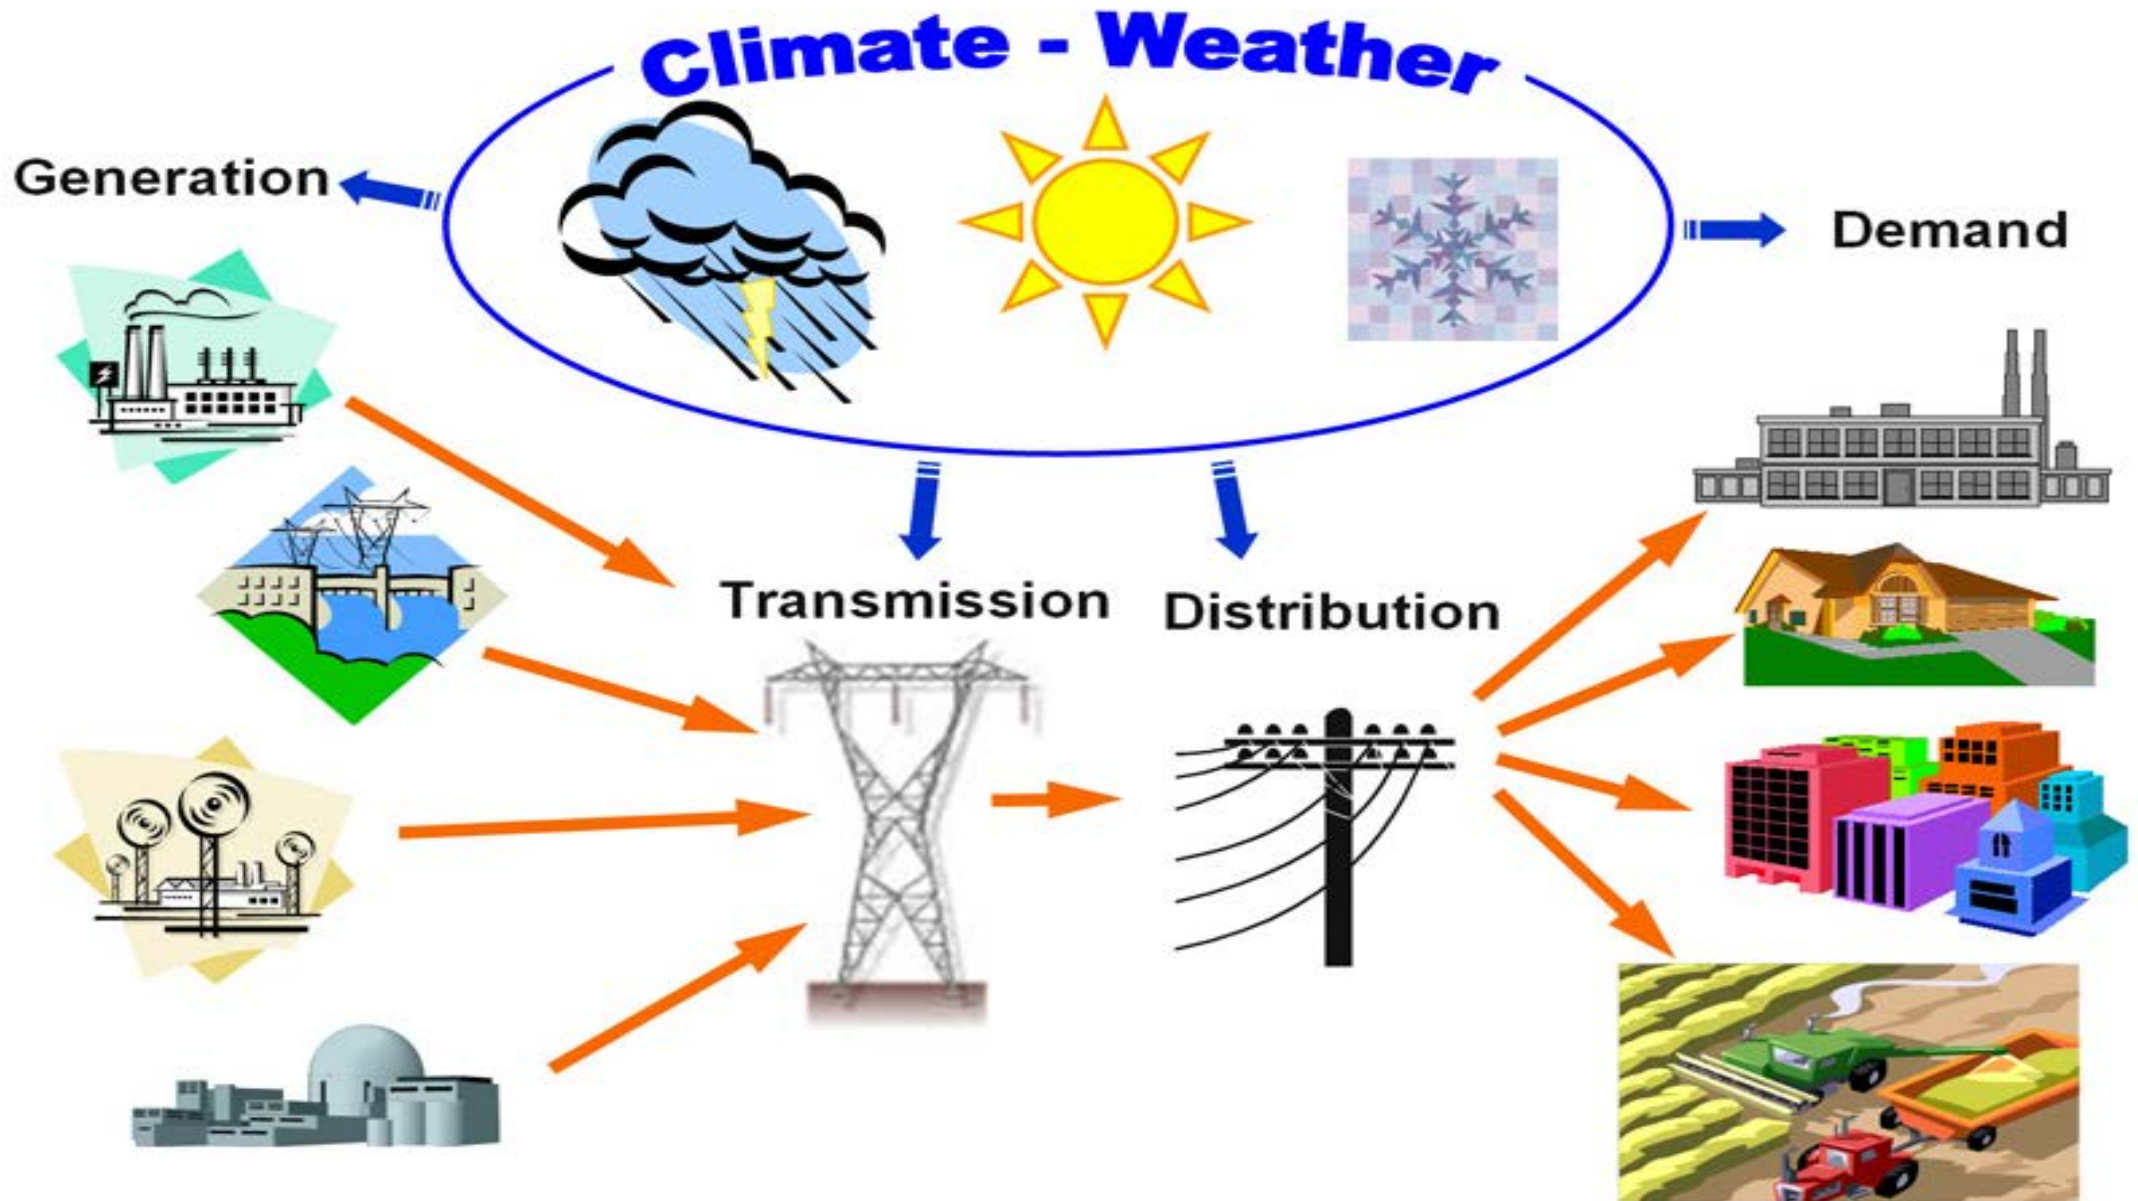 Climate - Weather
Generation
Demand
Transmission
Distribution